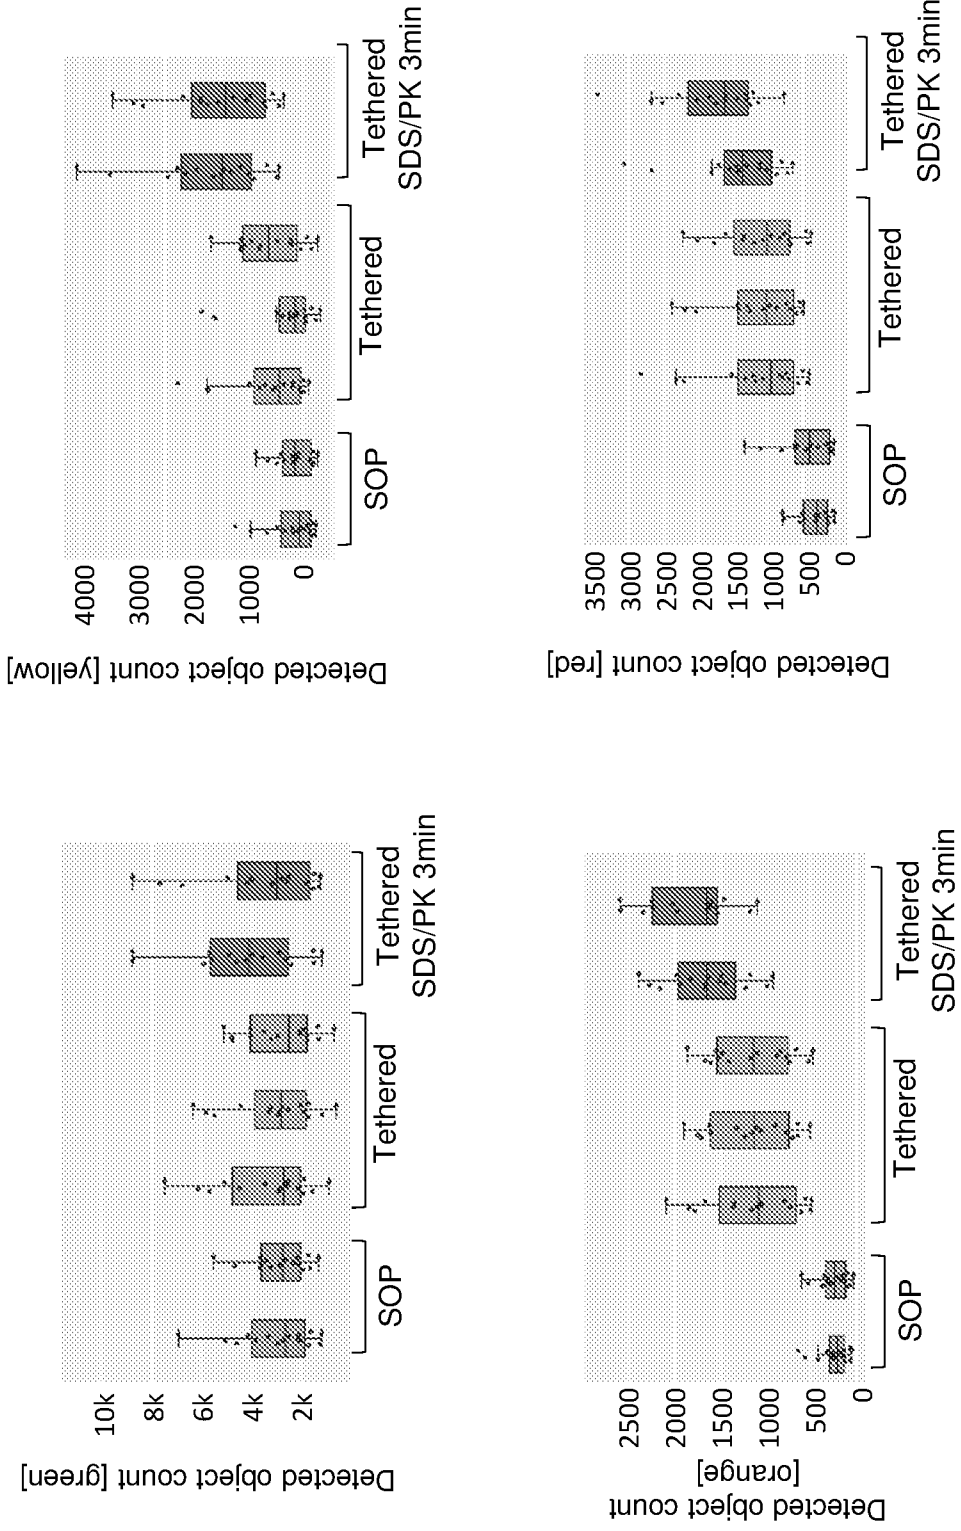 Detected object count [green]
10k
8k
6k
4k
2k
SOP
Tethered
Tethered
SDS/PK 3min
Detected object count [yellow]
4000
3000
2000
1000
0
SOP
Tethered
Tethered
SDS/PK 3min
Detected object count
[orange]
2500
2000
1500
1000
500
0
SOP
Tethered
Tethered
SDS/PK 3min
Detected object count [red]
3500
3000
2500
2000
1500
1000
500
0
SOP
Tethered
Tethered
SDS/PK 3min